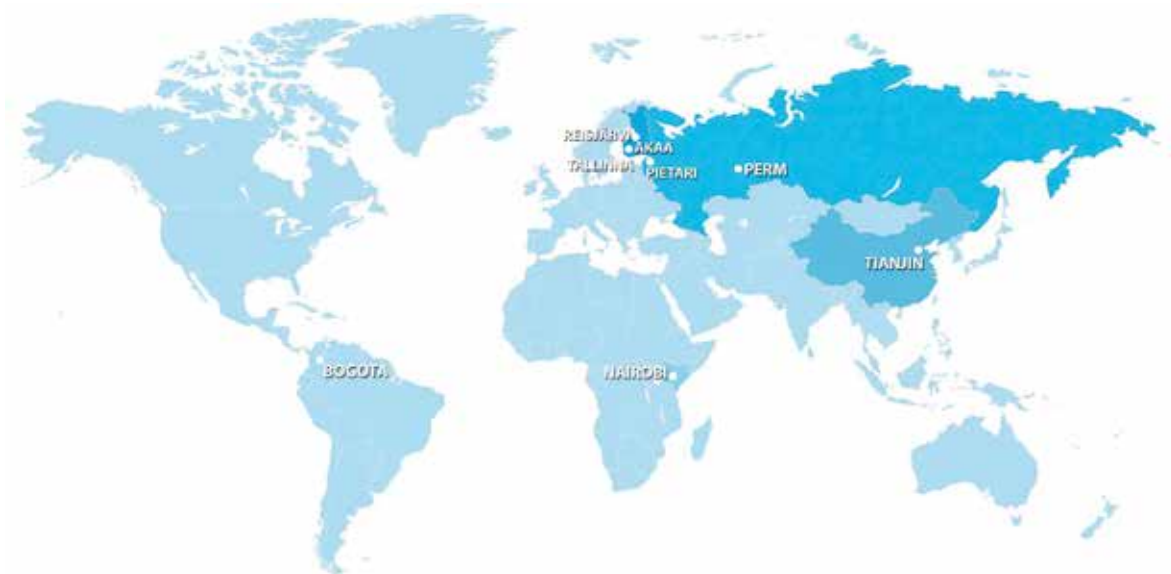 REISJÄRVI
AKAA
TALLINNA
PIETARI
PERM
TIANJIN
BOGOTA
NAIROBI